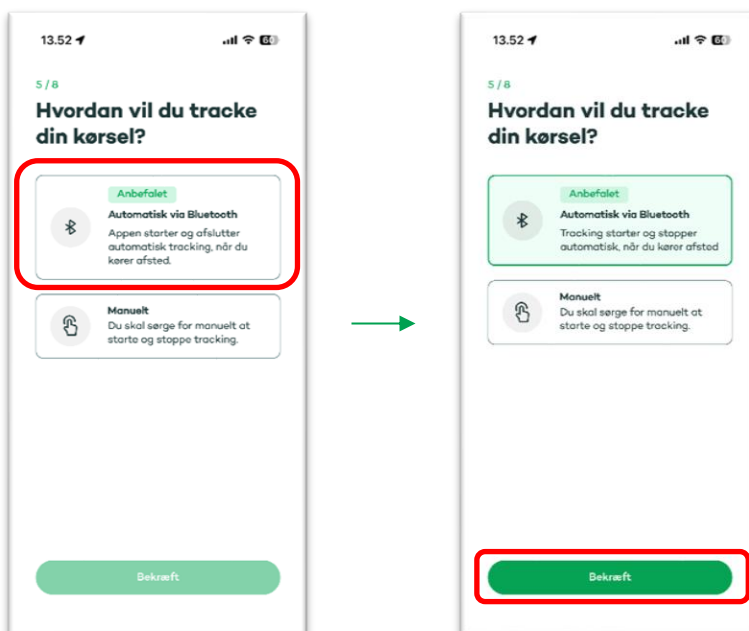 13.52
60
5/8
Hvordan vil du tracke
din kørsel?
Anbefalet
Automatisk via Bluetooth
Appen starter og afslutter
automatisk tracking, når du
kører afsted.
Manuelt
Du skal sørge for manuelt at
starte og stoppe tracking.
Bekræft
13.52
60
5/8
Hvordan vil du tracke
din kørsel?
Anbefalet
Automatisk via Bluetooth
Tracking starter og stopper
automatisk, når du kører afsted
Manuelt
Du skal sørge for manuelt at
starte og stoppe tracking.
Bekræft